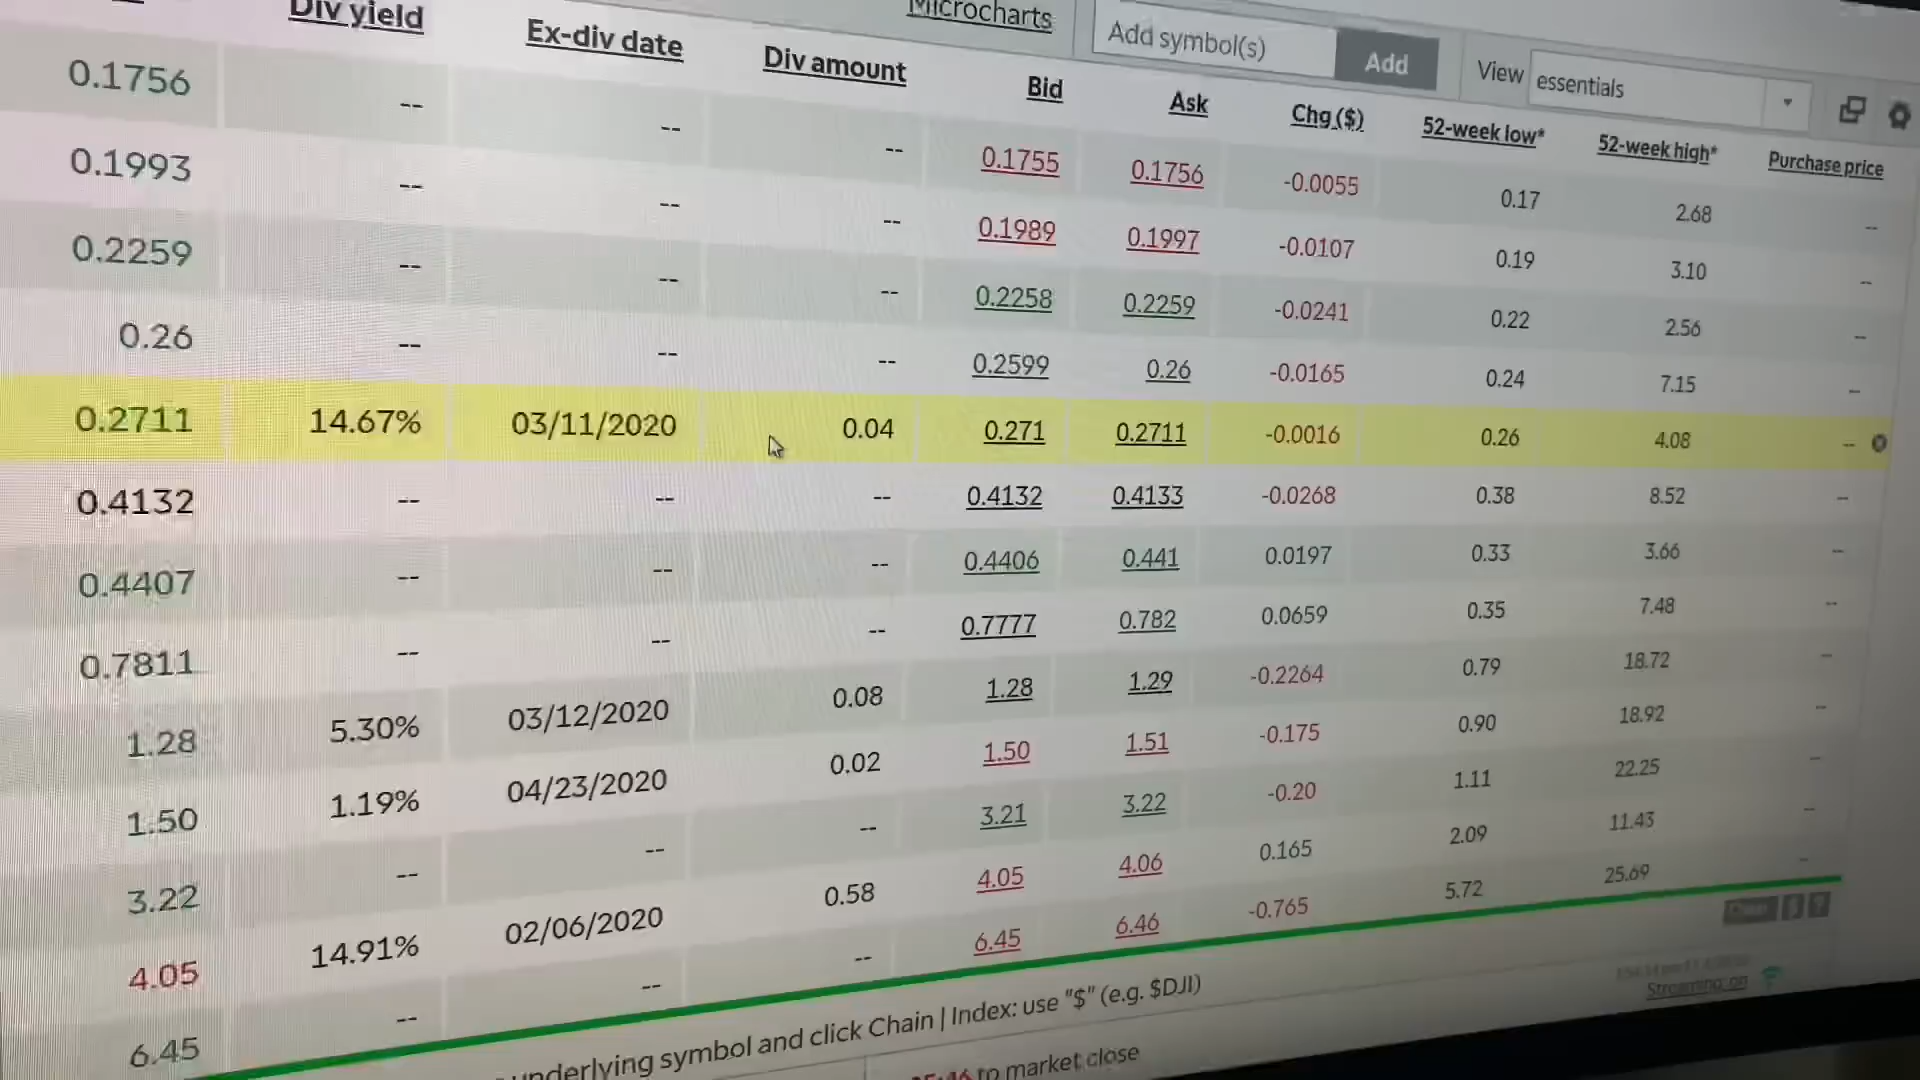 Div yield Ex-div date Div amount Microcharts Add symbol(s) Add View essentials
Bid Ask Chg ($) 52-week low* 52-week high* Purchase price
0.1756 -- -- -- 0.1755 0.1756 -0.0055 0.17 2.68 --
0.1993 -- -- -- 0.1989 0.1997 -0.0107 0.19 3.10 --
0.2259 -- -- -- 0.2258 0.2259 -0.0241 0.22 2.56 --
0.26 -- -- -- 0.2599 0.26 -0.0165 0.24 7.15 --
0.2711 14.67% 03/11/2020 0.04 0.271 0.2711 -0.0016 0.26 4.08 --
0.4132 -- -- -- 0.4132 0.4133 -0.0268 0.38 8.52 --
0.4407 -- -- -- 0.4406 0.441 0.0197 0.33 3.66 --
0.7811 -- -- -- 0.7777 0.782 0.0659 0.35 7.48 --
1.28 5.30% 03/12/2020 0.08 1.28 1.29 -0.2264 0.79 18.72 --
1.50 1.19% 04/23/2020 0.02 1.50 1.51 -0.175 0.90 18.92 --
3.22 -- -- -- 3.21 3.22 -0.20 1.11 22.25 --
4.05 14.91% 02/06/2020 0.58 4.05 4.06 0.165 2.09 11.43 --
6.45 -- -- -- 6.45 6.46 -0.765 5.72 25.69 --
Streaming on
underlying symbol and click Chain | Index: use "$" (e.g. $DJI)
to market close